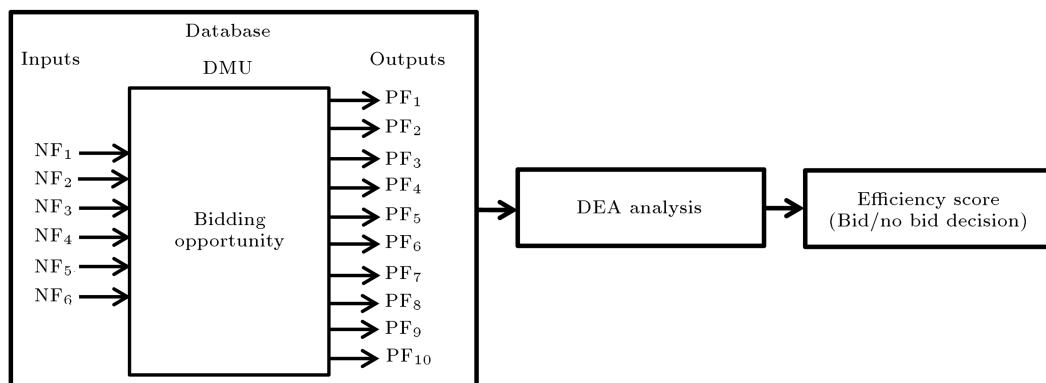 Database
Inputs
DMU
Outputs
NF1
NF2
NF3
NF4
NF5
NF6
Bidding
opportunity
PF1
PF2
PF3
PF4
PF5
PF6
PF7
PF8
PF9
PF10
DEA analysis
Efficiency score
(Bid/no bid decision)